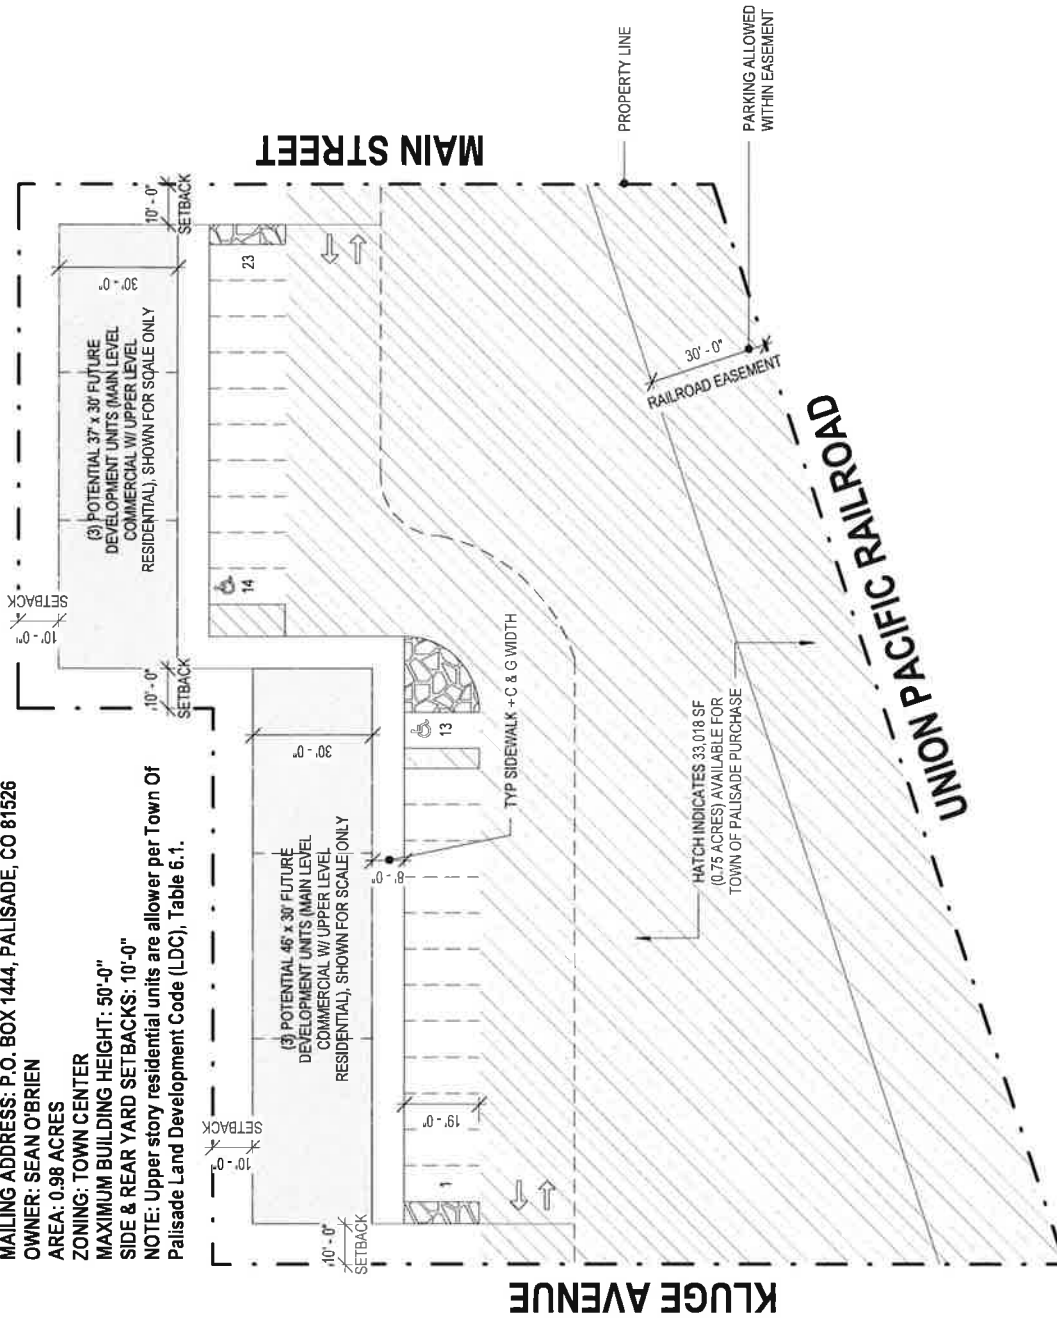 MAILING ADDRESS: P.O. BOX 1444, PALISADE, CO 81526
OWNER: SEAN O'BRIEN
AREA: 0.98 ACRES
ZONING: TOWN CENTER
MAXIMUM BUILDING HEIGHT: 50'-0"
SIDE & REAR YARD SETBACKS: 10'-0"
NOTE: Upper story residential units are allower per Town Of
Palisade Land Development Code (LDC), Table 6.1.
10' - 0"
SETBACK
10' - 0"
SETBACK
10' - 0"
SETBACK
10' - 0"
SETBACK
10' - 0"
SETBACK
(3) POTENTIAL 37' x 30' FUTURE
DEVELOPMENT UNITS (MAIN LEVEL
COMMERCIAL W/ UPPER LEVEL
RESIDENTIAL), SHOWN FOR SCALE ONLY
30' - 0"
(3) POTENTIAL 46' x 30' FUTURE
DEVELOPMENT UNITS (MAIN LEVEL
COMMERCIAL W/ UPPER LEVEL
RESIDENTIAL), SHOWN FOR SCALE ONLY
30' - 0"
8' - 0"
19' - 0"
1
13
14
23
TYP SIDEWALK + C & G WIDTH
MAIN STREET
KLUGE AVENUE
HATCH INDICATES 33,018 SF
(0.75 ACRES) AVAILABLE FOR
TOWN OF PALISADE PURCHASE
30' - 0"
RAILROAD EASEMENT
UNION PACIFIC RAILROAD
PROPERTY LINE
PARKING ALLOWED
WITHIN EASEMENT